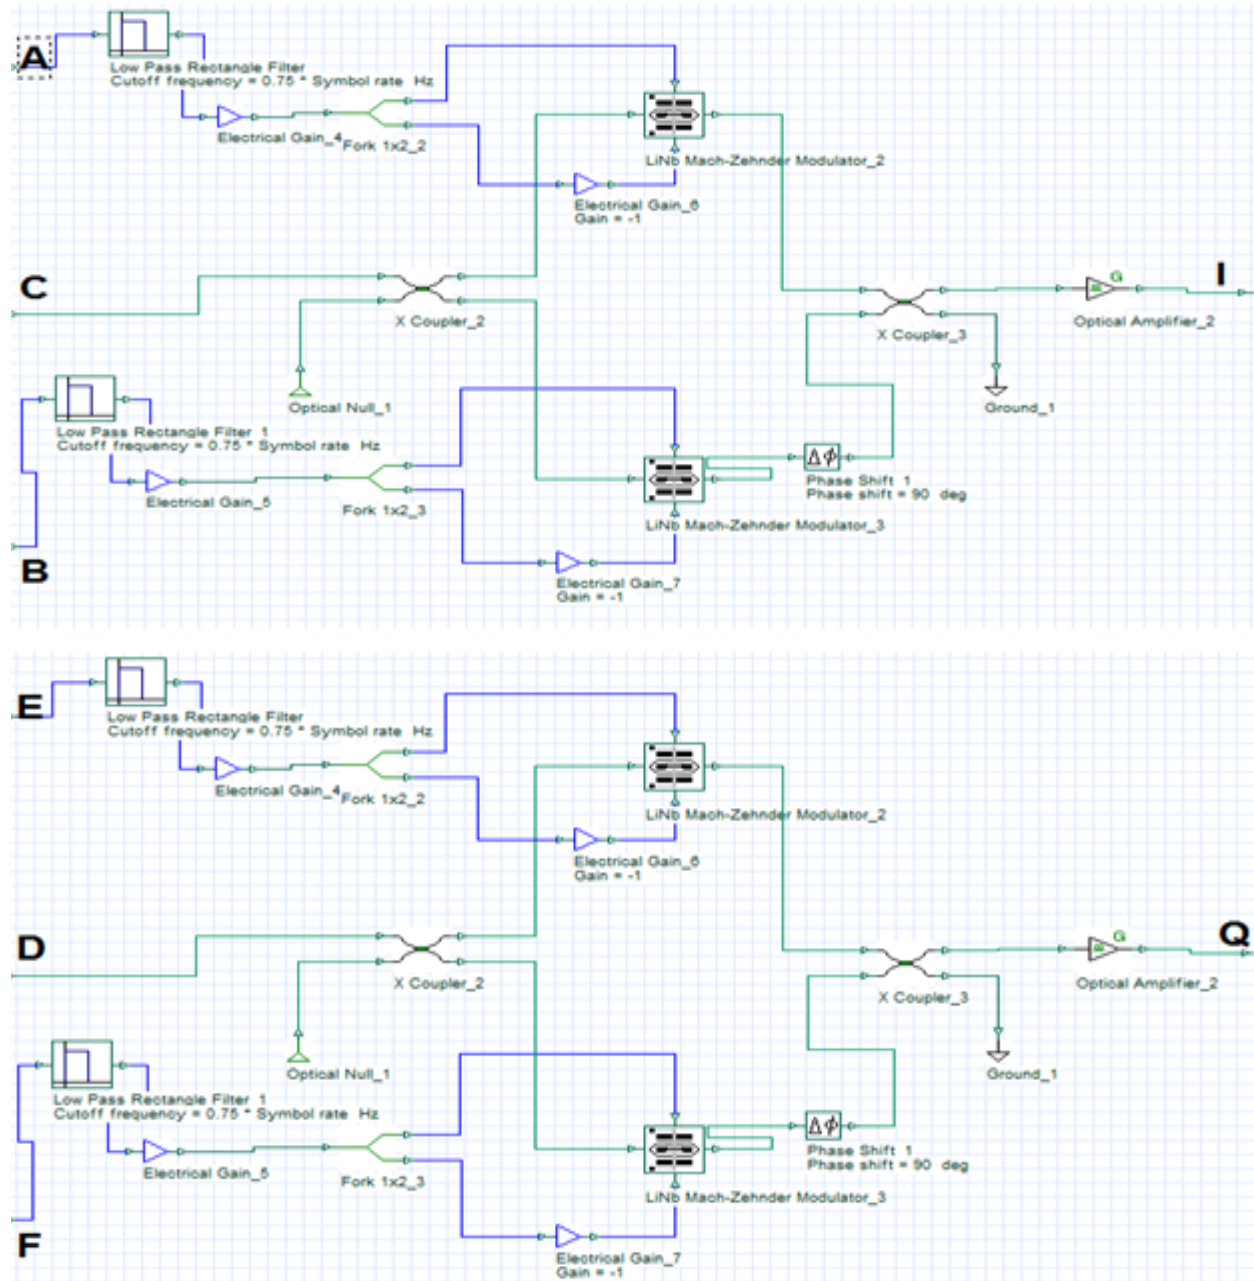 A
Low Pass Rectangle Filter
Cutoff frequency = 0.75 * Symbol rate Hz
Electrical Gain_4
Fork 1x2_2
LiNb Mach-Zehnder Modulator_2
Electrical Gain_6
Gain = -1
C
X Coupler_2
G
I
X Coupler_3
Optical Amplifier_2
Optical Null_1
Ground_1
Low Pass Rectangle Filter 1
Cutoff frequency = 0.75 * Symbol rate Hz
Electrical Gain_5
Fork 1x2_3
Δϕ
Phase Shift 1
Phase shift = 90 deg
LiNb Mach-Zehnder Modulator_3
B
Electrical Gain_7
Gain = -1
E
Low Pass Rectangle Filter
Cutoff frequency = 0.75 * Symbol rate Hz
Electrical Gain_4
Fork 1x2_2
LiNb Mach-Zehnder Modulator_2
Electrical Gain_6
Gain = -1
D
X Coupler_2
G
Q
X Coupler_3
Optical Amplifier_2
Optical Null_1
Ground_1
Low Pass Rectangle Filter 1
Cutoff frequency = 0.75 * Symbol rate Hz
Electrical Gain_5
Fork 1x2_3
Δϕ
Phase Shift 1
Phase shift = 90 deg
LiNb Mach-Zehnder Modulator_3
F
Electrical Gain_7
Gain = -1